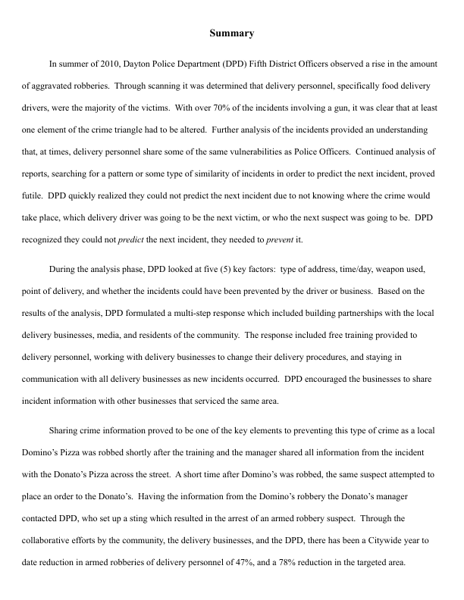 Summary
In summer of 2010, Dayton Police Department (DPD) Fifth District Officers observed a rise in the amount
of aggravated robberies.  Through scanning it was determined that delivery personnel, specifically food delivery
drivers, were the majority of the victims.  With over 70% of the incidents involving a gun, it was clear that at least
one element of the crime triangle had to be altered.  Further analysis of the incidents provided an understanding
that, at times, delivery personnel share some of the same vulnerabilities as Police Officers.  Continued analysis of
reports, searching for a pattern or some type of similarity of incidents in order to predict the next incident, proved
futile.  DPD quickly realized they could not predict the next incident due to not knowing where the crime would
take place, which delivery driver was going to be the next victim, or who the next suspect was going to be.  DPD
recognized they could not predict the next incident, they needed to prevent it.
During the analysis phase, DPD looked at five (5) key factors:  type of address, time/day, weapon used,
point of delivery, and whether the incidents could have been prevented by the driver or business.  Based on the
results of the analysis, DPD formulated a multi-step response which included building partnerships with the local
delivery businesses, media, and residents of the community.  The response included free training provided to
delivery personnel, working with delivery businesses to change their delivery procedures, and staying in
communication with all delivery businesses as new incidents occurred.  DPD encouraged the businesses to share
incident information with other businesses that serviced the same area.
Sharing crime information proved to be one of the key elements to preventing this type of crime as a local
Domino's Pizza was robbed shortly after the training and the manager shared all information from the incident
with the Donato's Pizza across the street.  A short time after Domino's was robbed, the same suspect attempted to
place an order to the Donato's.  Having the information from the Domino's robbery the Donato's manager
contacted DPD, who set up a sting which resulted in the arrest of an armed robbery suspect.  Through the
collaborative efforts by the community, the delivery businesses, and the DPD, there has been a Citywide year to
date reduction in armed robberies of delivery personnel of 47%, and a 78% reduction in the targeted area.